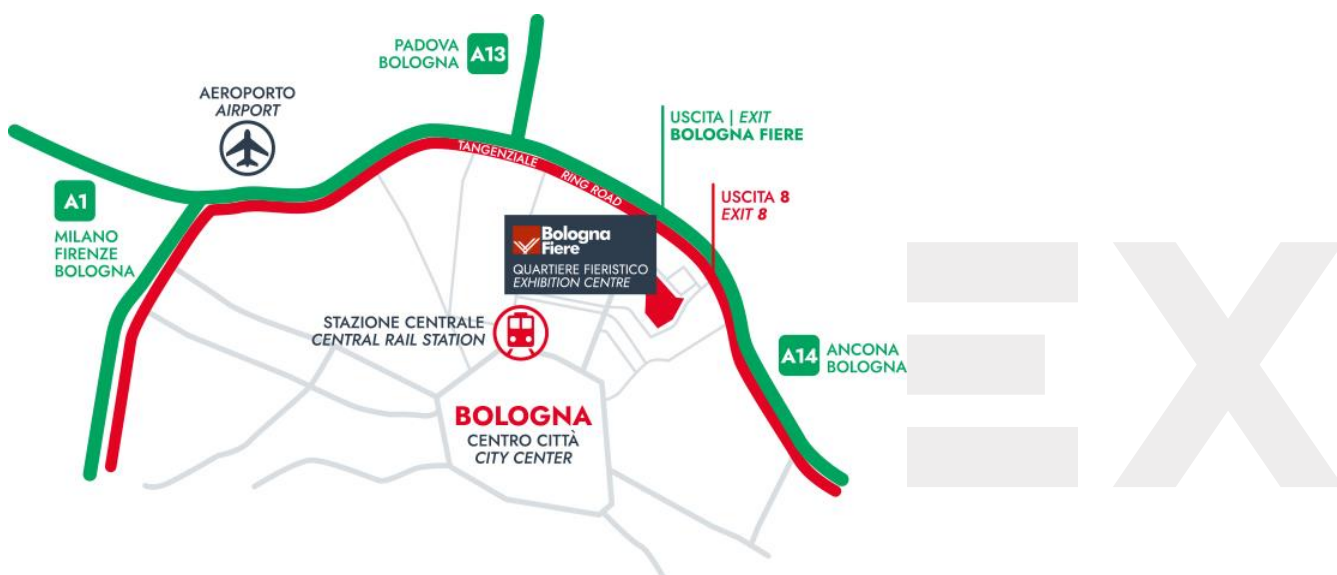 PADOVA
BOLOGNA
A13
AEROPORTO
AIRPORT
USCITA | EXIT
BOLOGNA FIERE
TANGENZIALE
RING ROAD
USCITA 8
EXIT 8
A1
MILANO
FIRENZE
BOLOGNA
Bologna
Fiere
QUARTIERE FIERISTICO
EXHIBITION CENTRE
STAZIONE CENTRALE
CENTRAL RAIL STATION
A14
ANCONA
BOLOGNA
BOLOGNA
CENTRO CITTÀ
CITY CENTER
EX